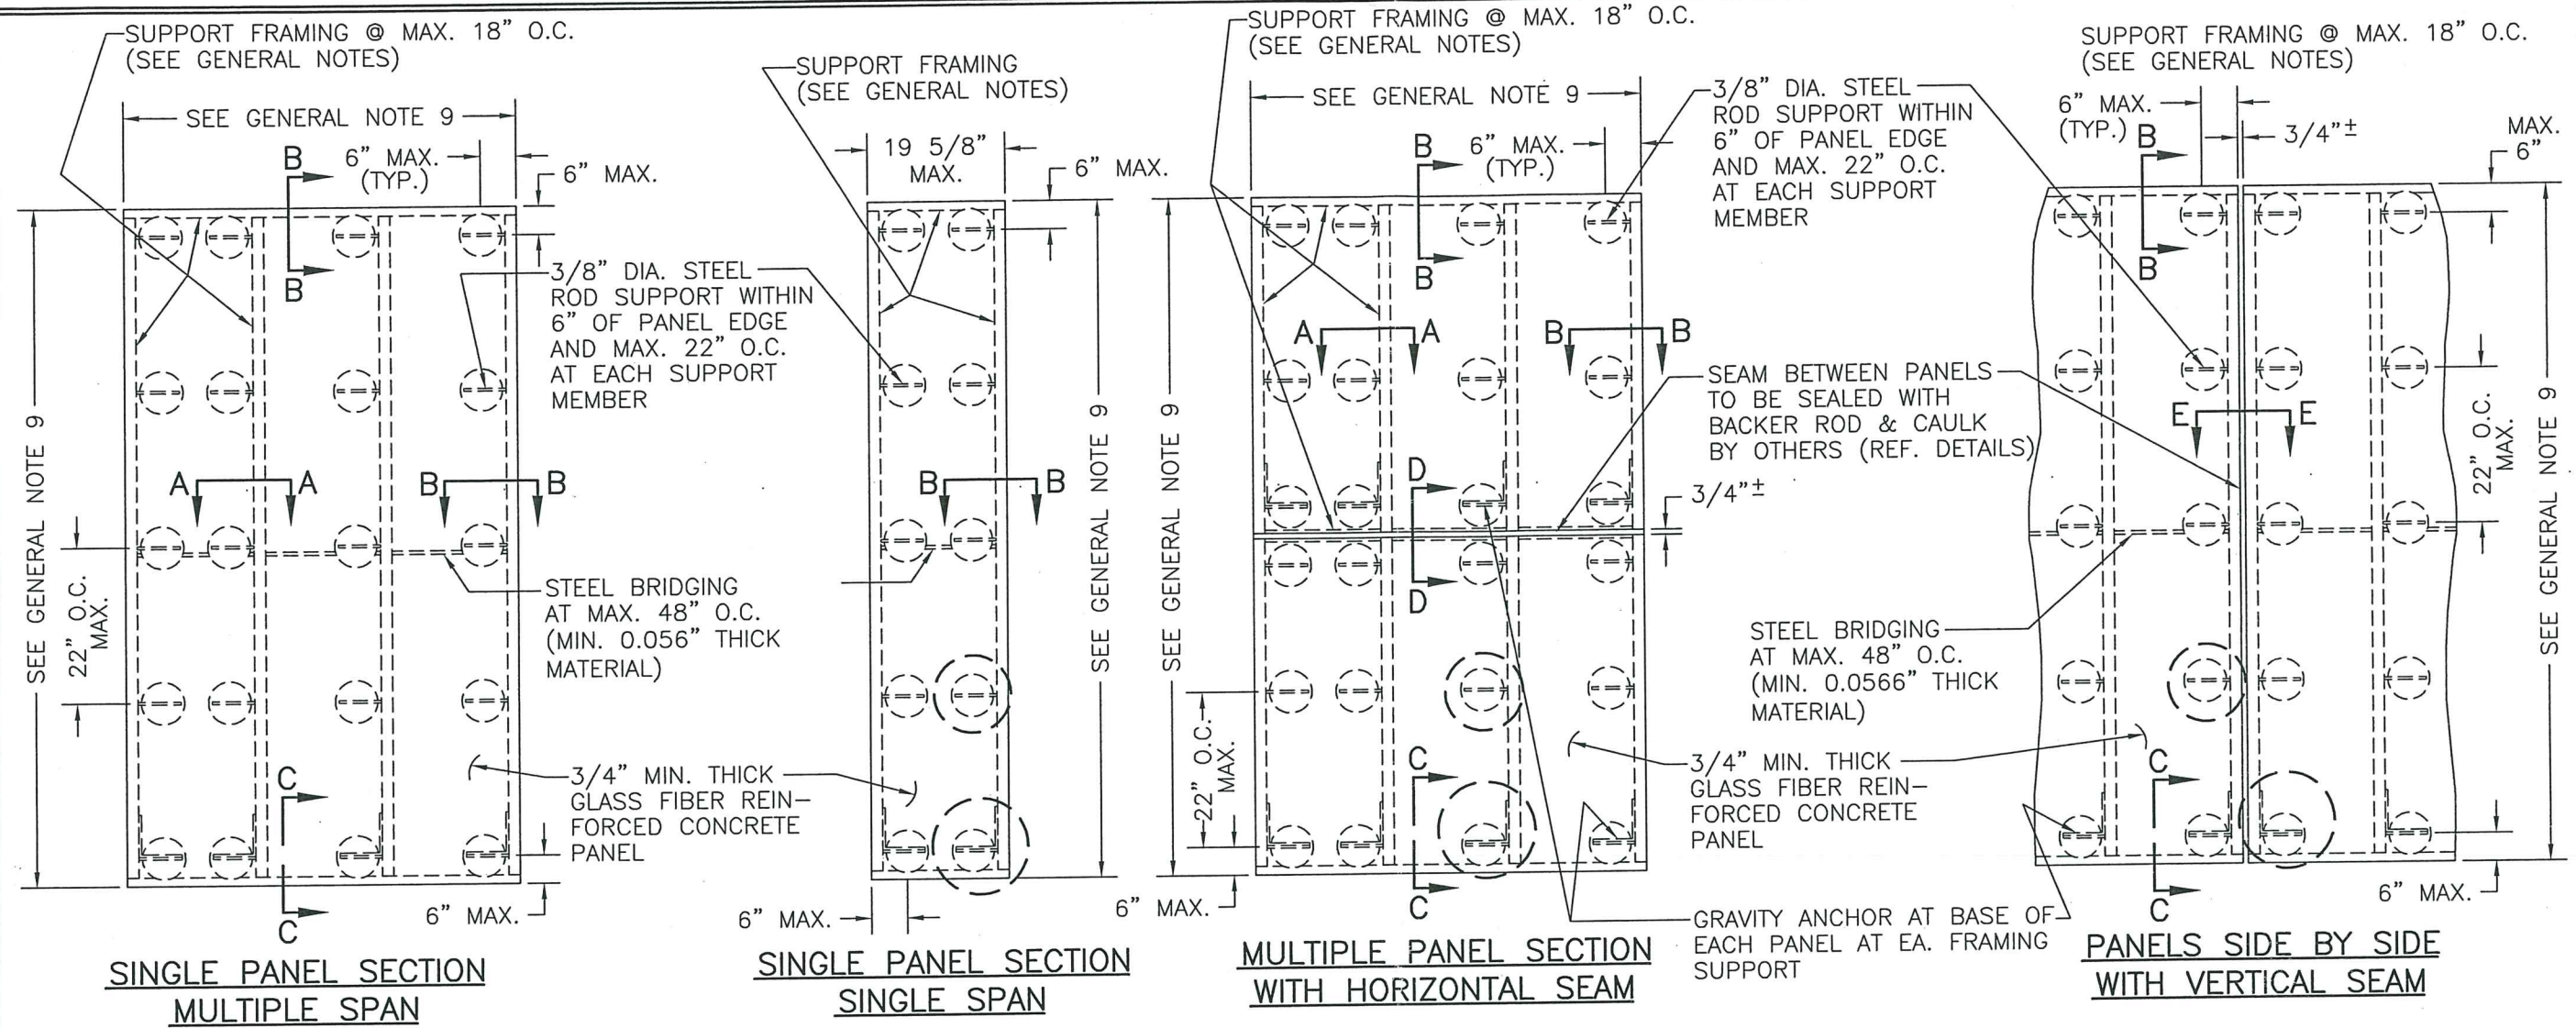 SUPPORT FRAMING @ MAX. 18" O.C.
(SEE GENERAL NOTES)
SEE GENERAL NOTE 9
B
6" MAX.
(TYP.)
6" MAX.
B
3/8" DIA. STEEL
ROD SUPPORT WITHIN
6" OF PANEL EDGE
AND MAX. 22" O.C.
AT EACH SUPPORT
MEMBER
SEE GENERAL NOTE 9
A A
B B
22" O.C.
MAX.
STEEL BRIDGING
AT MAX. 48" O.C.
(MIN. 0.056" THICK
MATERIAL)
3/4" MIN. THICK
GLASS FIBER REIN-
FORCED CONCRETE
PANEL
C
C
6" MAX.
SINGLE PANEL SECTION
MULTIPLE SPAN
SUPPORT FRAMING
(SEE GENERAL NOTES)
19 5/8"
MAX.
6" MAX.
B B
SEE GENERAL NOTE 9
6" MAX.
SINGLE PANEL SECTION
SINGLE SPAN
SUPPORT FRAMING @ MAX. 18" O.C.
(SEE GENERAL NOTES)
SEE GENERAL NOTE 9
B
6" MAX.
(TYP.)
B
3/8" DIA. STEEL
ROD SUPPORT WITHIN
6" OF PANEL EDGE
AND MAX. 22" O.C.
AT EACH SUPPORT
MEMBER
SEE GENERAL NOTE 9
A A
B B
SEAM BETWEEN PANELS
TO BE SEALED WITH
BACKER ROD & CAULK
BY OTHERS (REF. DETAILS)
D
D
3/4"±
22" O.C.
MAX.
C
C
6" MAX.
STEEL BRIDGING
AT MAX. 48" O.C.
(MIN. 0.0566" THICK
MATERIAL)
3/4" MIN. THICK
GLASS FIBER REIN-
FORCED CONCRETE
PANEL
GRAVITY ANCHOR AT BASE OF
EACH PANEL AT EA. FRAMING
SUPPORT
MULTIPLE PANEL SECTION
WITH HORIZONTAL SEAM
SUPPORT FRAMING @ MAX. 18" O.C.
(SEE GENERAL NOTES)
6" MAX.
(TYP.)
B
3/4"±
MAX.
6"
B
E E
22" O.C.
MAX.
SEE GENERAL NOTE 9
C
C
6" MAX.
PANELS SIDE BY SIDE
WITH VERTICAL SEAM